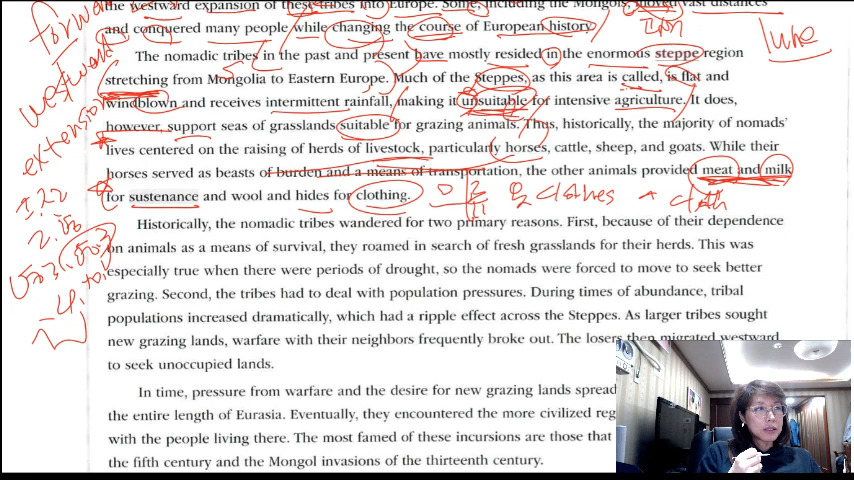 the westward expansion of these tribes into Europe. Some, including the Mongols, moved vast distances
and conquered many people while changing the course of European history.
The nomadic tribes in the past and present have mostly resided in the enormous steppe region
stretching from Mongolia to Eastern Europe. Much of the Steppes, as this area is called, is flat and
windblown and receives intermittent rainfall, making it unsuitable for intensive agriculture. It does,
however, support seas of grasslands suitable for grazing animals. Thus, historically, the majority of nomads'
lives centered on the raising of herds of livestock, particularly horses, cattle, sheep, and goats. While their
horses served as beasts of burden and a means of transportation, the other animals provided meat and milk
for sustenance and wool and hides for clothing.
clothes
cloth
Historically, the nomadic tribes wandered for two primary reasons. First, because of their dependence
on animals as a means of survival, they roamed in search of fresh grasslands for their herds. This was
especially true when there were periods of drought, so the nomads were forced to move to seek better
grazing. Second, the tribes had to deal with population pressures. During times of abundance, tribal
populations increased dramatically, which had a ripple effect across the Steppes. As larger tribes sought
new grazing lands, warfare with their neighbors frequently broke out. The losers then migrated westward
to seek unoccupied lands.
In time, pressure from warfare and the desire for new grazing lands spread
the entire length of Eurasia. Eventually, they encountered the more civilized reg
with the people living there. The most famed of these incursions are those that
the fifth century and the Mongol invasions of the thirteenth century.
forward
westward
extension